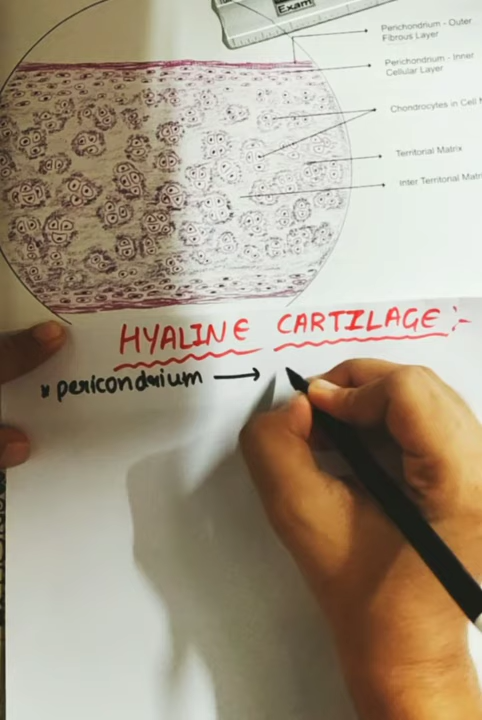 Exam
Perichondrium - Outer
Fibrous Layer
Perichondrium - Inner
Cellular Layer
Chondrocytes in Cell
Territorial Matrix
Inter Territorial Matri
HYALINE CARTILAGE :-
* pericondrium →